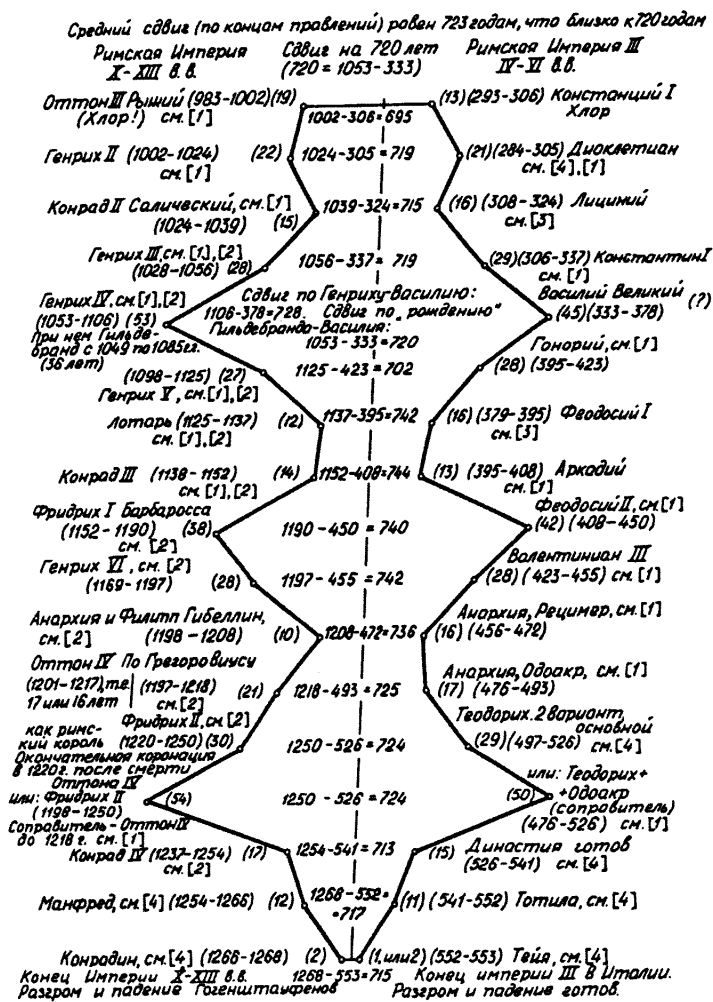 Средний сдвиг (по концам правлений) равен 723 годам, что близко к 720 годам
Римская Империя X-XIII в.в. Сдвиг на 720 лет (720=1053-333) Римская Империя III IV-VI в.в.
Оттон III Рыжий (983-1002)(19) 1002-306=695 (13)(293-306) Констанций I
(Хлор!) см.[1] Хлор
Генрих II (1002-1024) (22) 1024-305=719 (21)(284-305) Диоклетиан
см.[1] см.[4],[1]
Конрад II Салический, см.[1] 1039-324=715 (16) (308-324) Лициний
(1024-1039) (15) см.[3]
Генрих III, см.[1],[2]
(1028-1056) (28) 1056-337=719 (29)(306-337) Константин I
см.[1]
Генрих IV, см.[1],[2] Сдвиг по Генриху-Василию: Василий Великий (?)
(1053-1106) (53) 1106-378=728. Сдвиг по "рождению" (45)(333-378)
При нем Гильде- Гильдебрандо-Василия:
бранд с 1049 по 1085гг. 1053-333=720
(36 лет) Гонорий, см.[1]
(1098-1125) (27) 1125-423=702 (28) (395-423)
Генрих V, см.[1],[2]
Лотарь (1125-1137) (12) 1137-395=742 (16) (379-395) Феодосий I
см.[1],[2] см.[3]
Конрад III (1138-1152) (14) 1152-408=744 (13) (395-408) Аркадий
см.[1],[2] см.[1]
Фридрих I Барбаросса Феодосий II, см.[1]
(1152-1190) (38) 1190-450=740 (42) (408-450)
см. [2]
Генрих VI, см. [2] Валентиниан III
(1169-1197) (28) 1197-455=742 (28) (423-455) см.[1]
Анархия и Филипп Гибеллин, Анархия, Рецимер, см.[1]
см.[2] (1198-1208) (10) 1208-472=736 (16) (456-472)
Оттон IV По Грегоровиусу Анархия, Одоакр, см.[1]
(1201-1217), т.е. (1197-1218) (21) 1218-493=725 (17) (476-493)
17 или 16 лет см.[2]
Фридрих II, см.[2] Теодорих. 2 вариант,
как римс- основной
кий король (1220-1250) (30) 1250-526=724 (29)(497-526) см.[4]
Окончательная коронация
в 1220г. после смерти
Оттона IV или: Теодорих+
или: Фридрих II (54) 1250-526=724 (50) +Одоакр
(1198-1250) (соправитель)
Соправитель-Оттон IV (476-526) см.[1]
до 1218 г. см.[1]
Конрад IV (1237-1254) (17) 1254-541=713 (15) Династия готов
см.[2] (526-541) см.[4]
Манфред, см.[4] (1254-1266) (12) 1268-552= (11) (541-552) Тотила, см.[4]
=717
Конрадин, см.[4] (1266-1268) (2) (1, или 2) (552-553) Тейя, см.[4]
Конец Империи X-XIII в.в. 1268-553=715 Конец империи III в Италии.
Разгром и падение Гогенштауфенов Разгром и падение готов.